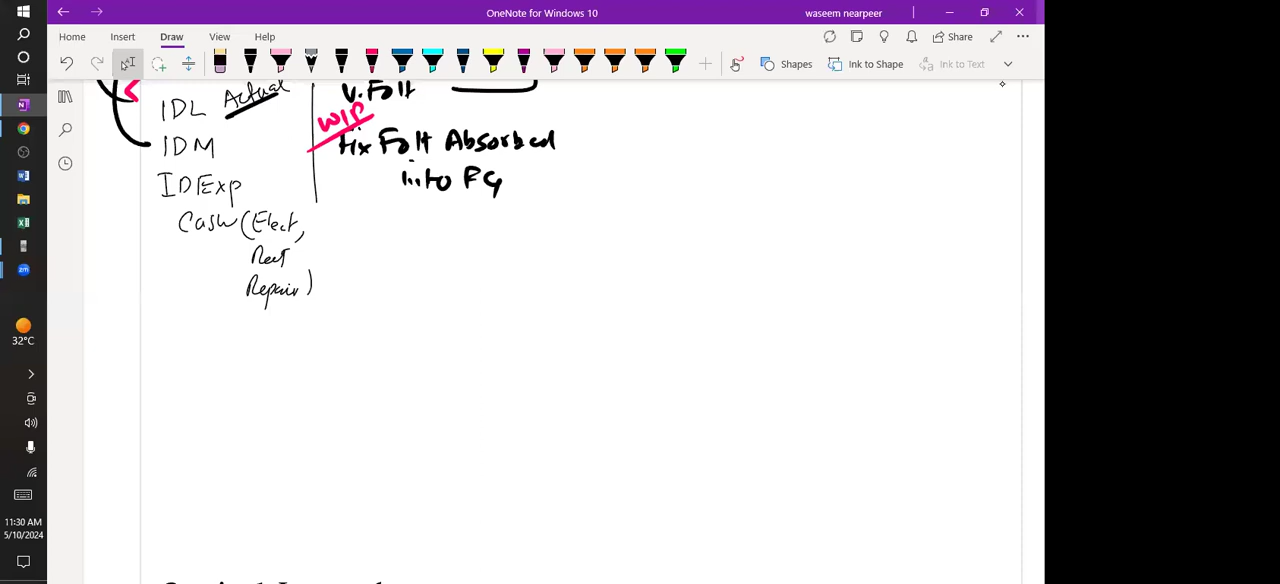 OneNote for Windows 10
waseem nearpeer
Home Insert Draw View Help
Share
Shapes
Ink to Shape
Ink to Text
IDL Actual
V.FoH
WIP
IDM
Fix FoH Absorbed
into FG
IDExp
Cash (Elect,
Rent
Repair)
32°C
11:30 AM
5/10/2024